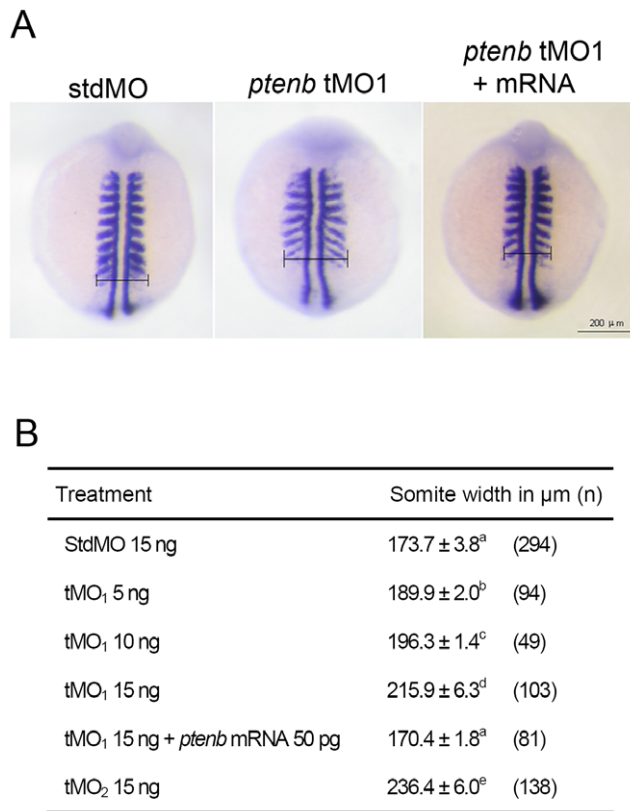 A
stdMO
ptenb tMO1
ptenb tMO1
+ mRNA
200 μm
B
Treatment Somite width in μm (n)
StdMO 15 ng 173.7 ± 3.8ᵃ (294)
tMO₁ 5 ng 189.9 ± 2.0ᵇ (94)
tMO₁ 10 ng 196.3 ± 1.4ᶜ (49)
tMO₁ 15 ng 215.9 ± 6.3ᵈ (103)
tMO₁ 15 ng + ptenb mRNA 50 pg 170.4 ± 1.8ᵃ (81)
tMO₂ 15 ng 236.4 ± 6.0ᵉ (138)